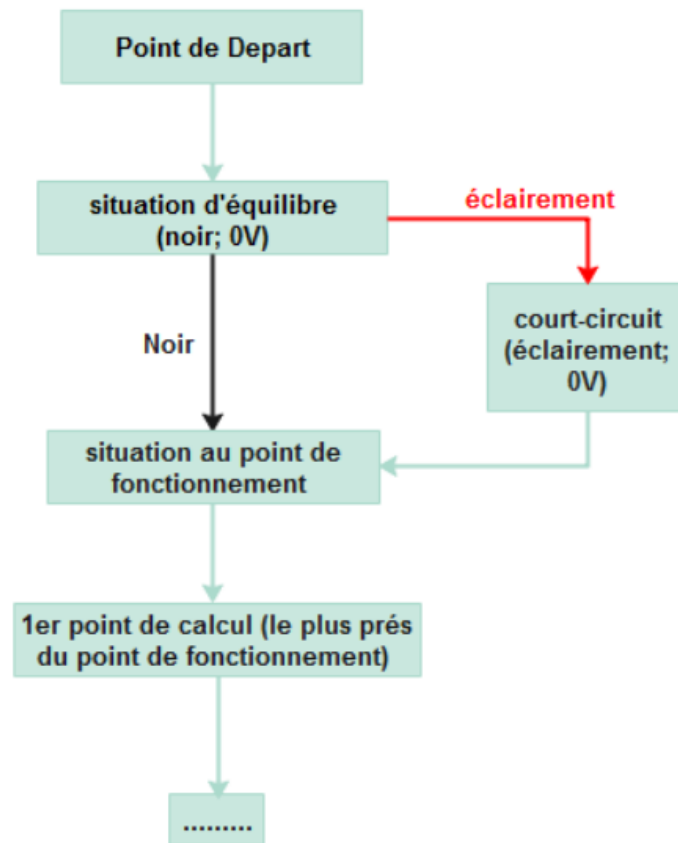 Point de Depart
situation d'équilibre
(noir; 0V)
éclairement
court-circuit
(éclairement;
0V)
Noir
situation au point de
fonctionnement
1er point de calcul (le plus prés
du point de fonctionnement)
.........